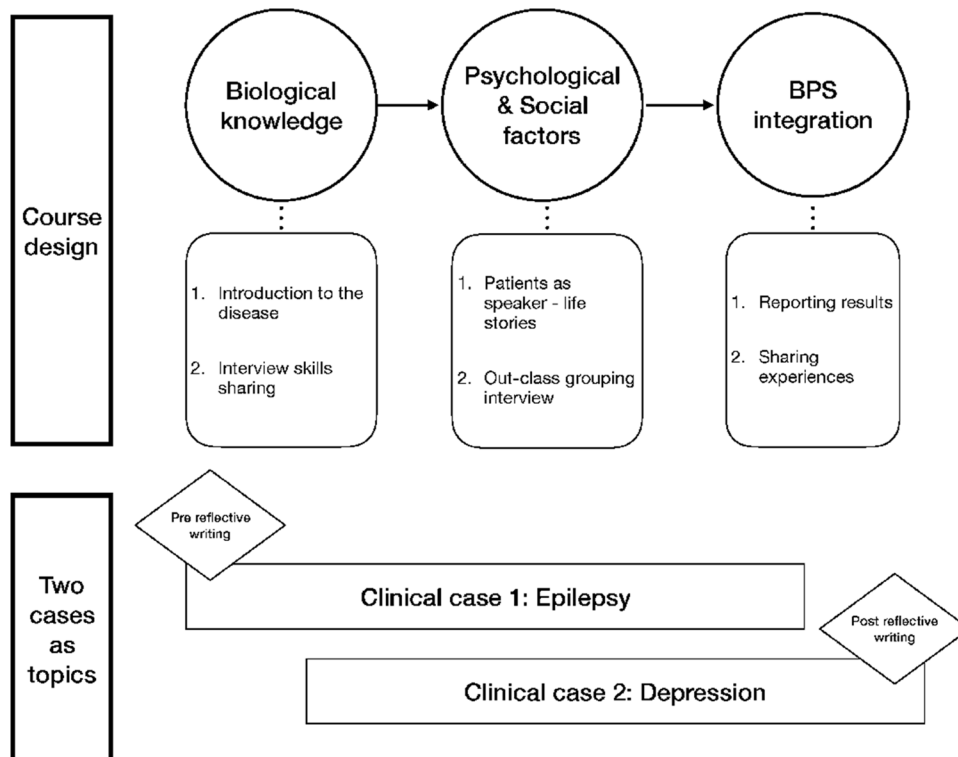 Course
design
Biological
knowledge
Psychological
& Social
factors
BPS
integration
1. Introduction to the
disease
2. Interview skills
sharing
1. Patients as
speaker - life
stories
2. Out-class grouping
interview
1. Reporting results
2. Sharing
experiences
Two
cases
as
topics
Pre reflective
writing
Clinical case 1: Epilepsy
Post reflective
writing
Clinical case 2: Depression